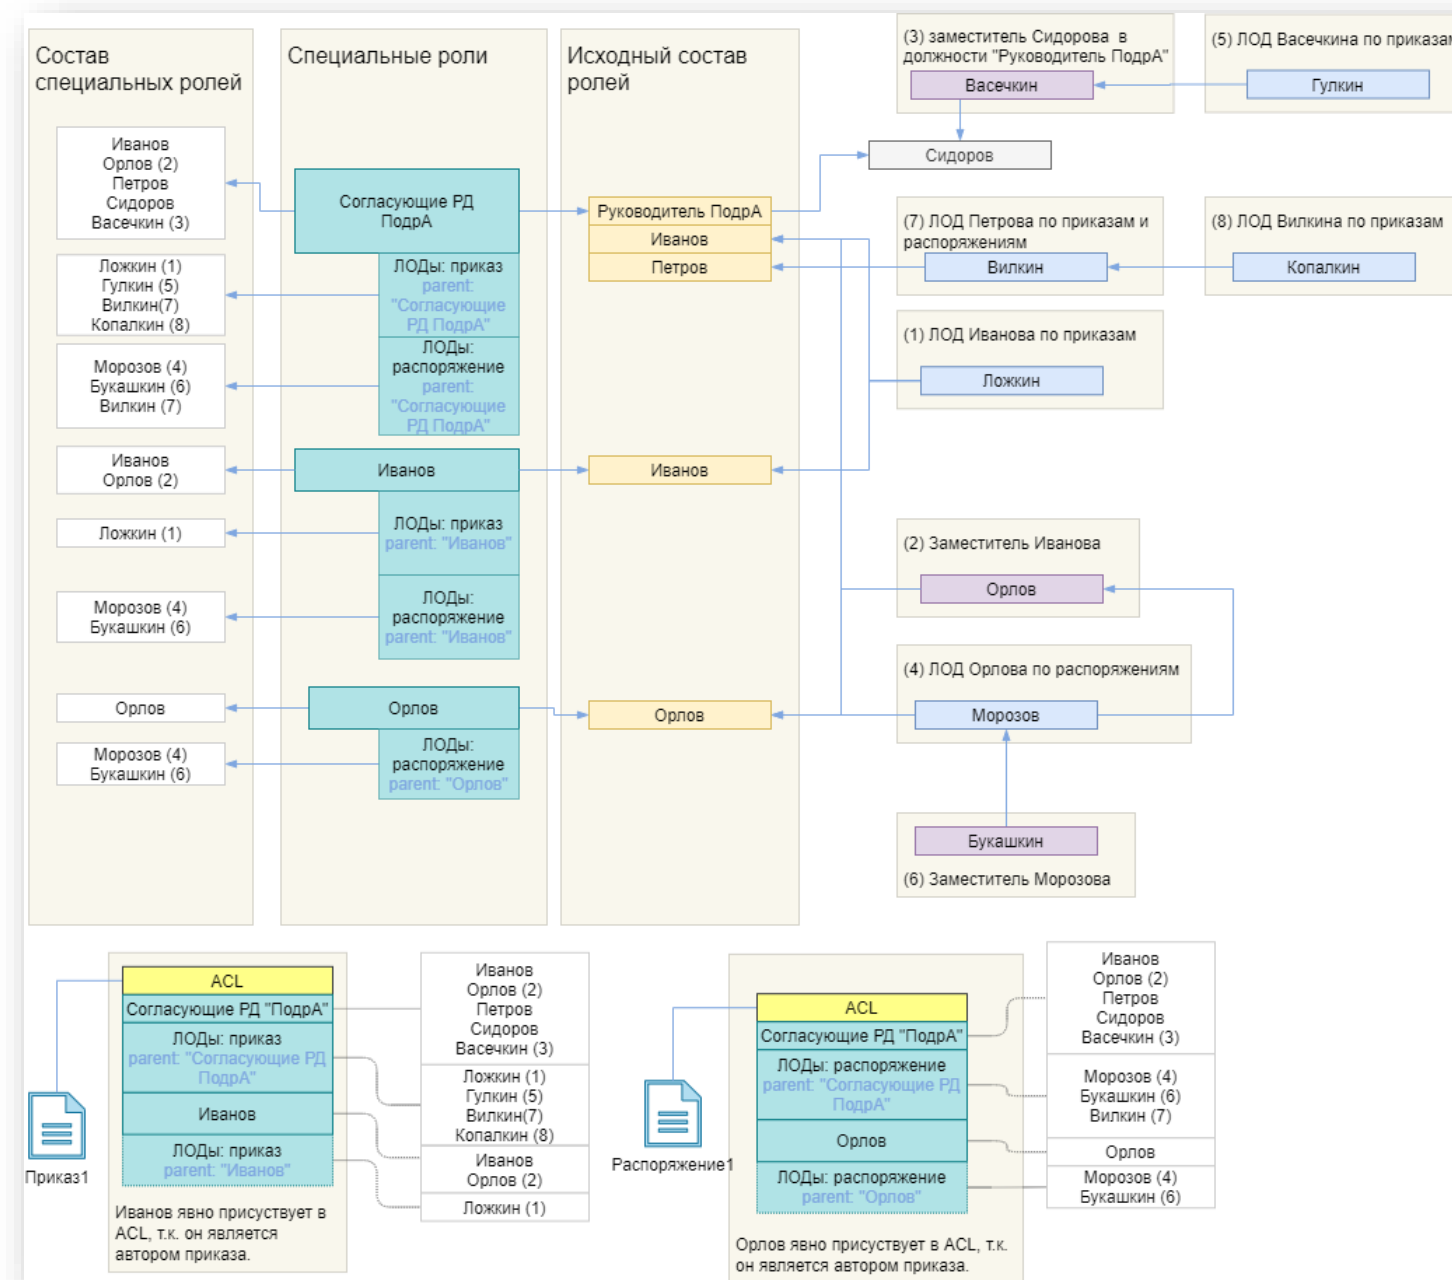 Состав
специальных ролей
Иванов
Орлов (2)
Петров
Сидоров
Васечкин (3)
Ложкин (1)
Гулкин (5)
Вилкин(7)
Копалкин (8)
Морозов (4)
Букашкин (6)
Вилкин (7)
Иванов
Орлов (2)
Ложкин (1)
Морозов (4)
Букашкин (6)
Орлов
Морозов (4)
Букашкин (6)
Специальные роли
Согласующие РД
ПодрА
ЛОДы: приказ
parent:
"Согласующие
РД ПодрА"
ЛОДы:
распоряжение
parent:
"Согласующие
РД ПодрА"
Иванов
ЛОДы: приказ
parent: "Иванов"
ЛОДы:
распоряжение
parent: "Иванов"
Орлов
ЛОДы:
распоряжение
parent: "Орлов"
Исходный состав
ролей
Руководитель ПодрА
Иванов
Петров
Иванов
Орлов
(3) заместитель Сидорова в
должности "Руководитель ПодрА"
Васечкин
(5) ЛОД Васечкина по приказам
Гулкин
Сидоров
(7) ЛОД Петрова по приказам и
распоряжениям
Вилкин
(8) ЛОД Вилкина по приказам
Копалкин
(1) ЛОД Иванова по приказам
Ложкин
(2) Заместитель Иванова
Орлов
(4) ЛОД Орлова по распоряжениям
Морозов
Букашкин
(6) Заместитель Морозова
Приказ1
ACL
Согласующие РД "ПодрА"
ЛОДы: приказ
parent: "Согласующие РД
ПодрА"
Иванов
ЛОДы: приказ
parent: "Иванов"
Иванов явно присуствует в
ACL, т.к. он является
автором приказа.
Иванов
Орлов (2)
Петров
Сидоров
Васечкин (3)
Ложкин (1)
Гулкин (5)
Вилкин(7)
Копалкин (8)
Иванов
Орлов (2)
Ложкин (1)
Распоряжение1
ACL
Согласующие РД "ПодрА"
ЛОДы: распоряжение
parent: "Согласующие РД
ПодрА"
Орлов
ЛОДы: распоряжение
parent: "Орлов"
Орлов явно присуствует в ACL, т.к.
он является автором приказа.
Иванов
Орлов (2)
Петров
Сидоров
Васечкин (3)
Морозов (4)
Букашкин (6)
Вилкин (7)
Орлов
Морозов (4)
Букашкин (6)